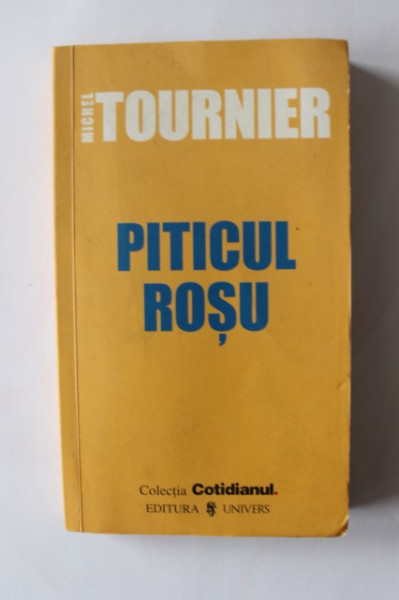 MICHEL TOURNIER
PITICUL
ROȘU
Colecția Cotidianul.
EDITURA UNIVERS